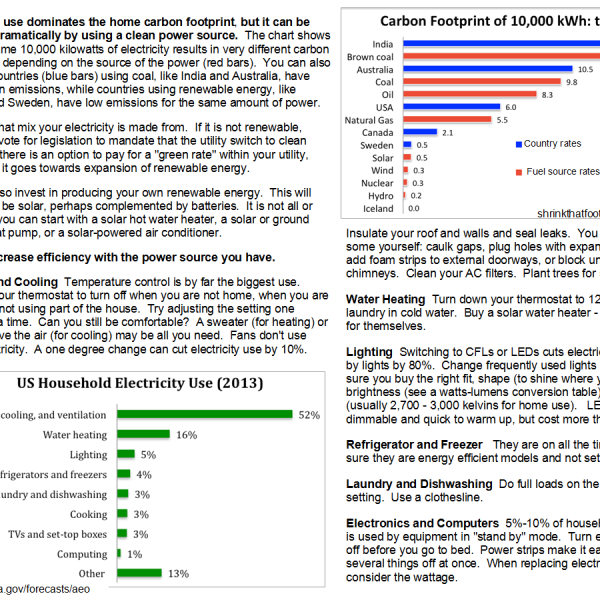 use dominates the home carbon footprint, but it can be
ramatically by using a clean power source. The chart shows
me 10,000 kilowatts of electricity results in very different carbon
depending on the source of the power (red bars). You can also
ountries (blue bars) using coal, like India and Australia, have
n emissions, while countries using renewable energy, like
d Sweden, have low emissions for the same amount of power.
hat mix your electricity is made from. If it is not renewable,
vote for legislation to mandate that the utility switch to clean
there is an option to pay for a "green rate" within your utility,
it goes towards expansion of renewable energy.
so invest in producing your own renewable energy. This will
be solar, perhaps complemented by batteries. It is not all or
you can start with a solar hot water heater, a solar or ground
at pump, or a solar-powered air conditioner.
crease efficiency with the power source you have.
nd Cooling Temperature control is by far the biggest use.
our thermostat to turn off when you are not home, when you are
not using part of the house. Try adjusting the setting one
a time. Can you still be comfortable? A sweater (for heating) or
ve the air (for cooling) may be all you need. Fans don't use
tricity. A one degree change can cut electricity use by 10%.
US Household Electricity Use (2013)
cooling, and ventilation 52%
Water heating 16%
Lighting 5%
frigerators and freezers 4%
undry and dishwashing 3%
Cooking 3%
TVs and set-top boxes 3%
Computing 1%
Other 13%
a.gov/forecasts/aeo
Carbon Footprint of 10,000 kWh: t
India
Brown coal
Australia 10.5
Coal 9.8
Oil 8.3
USA 6.0
Natural Gas 5.5
Canada 2.1
Sweden 0.5
Solar 0.5
Wind 0.3
Nuclear 0.3
Hydro 0.2
Iceland 0.0
Country rates
Fuel source rates
shrinkthatfoot
Insulate your roof and walls and seal leaks. You
some yourself: caulk gaps, plug holes with expan
add foam strips to external doorways, or block un
chimneys. Clean your AC filters. Plant trees for
Water Heating Turn down your thermostat to 12
laundry in cold water. Buy a solar water heater -
for themselves.
Lighting Switching to CFLs or LEDs cuts electri
by lights by 80%. Change frequently used lights
sure you buy the right fit, shape (to shine where y
brightness (see a watts-lumens conversion table)
(usually 2,700 - 3,000 kelvins for home use). LE
dimmable and quick to warm up, but cost more th
Refrigerator and Freezer They are on all the ti
sure they are energy efficient models and not set
Laundry and Dishwashing Do full loads on the
setting. Use a clothesline.
Electronics and Computers 5%-10% of househ
is used by equipment in "stand by" mode. Turn e
off before you go to bed. Power strips make it ea
several things off at once. When replacing electr
consider the wattage.